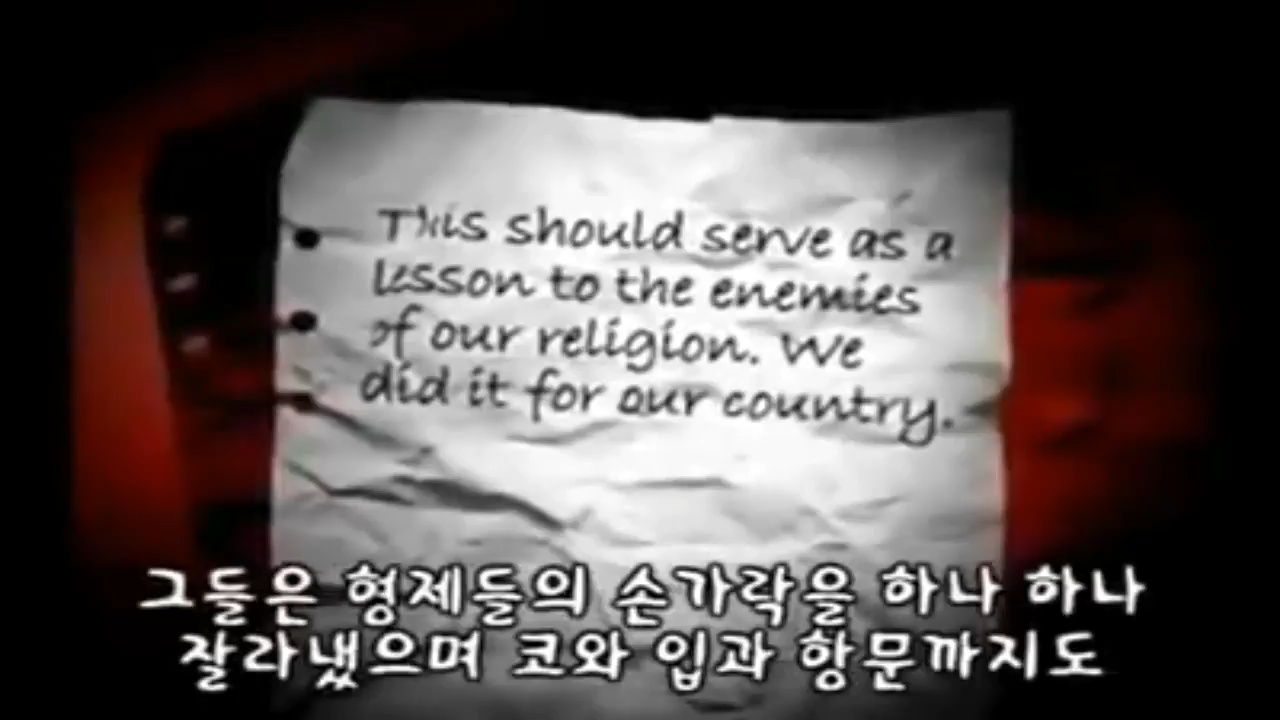 This should serve as a
lesson to the enemies
of our religion. We
did it for our country.
그들은 형제들의 손가락을 하나 하나
잘라냈으며 코와 입과 항문까지도